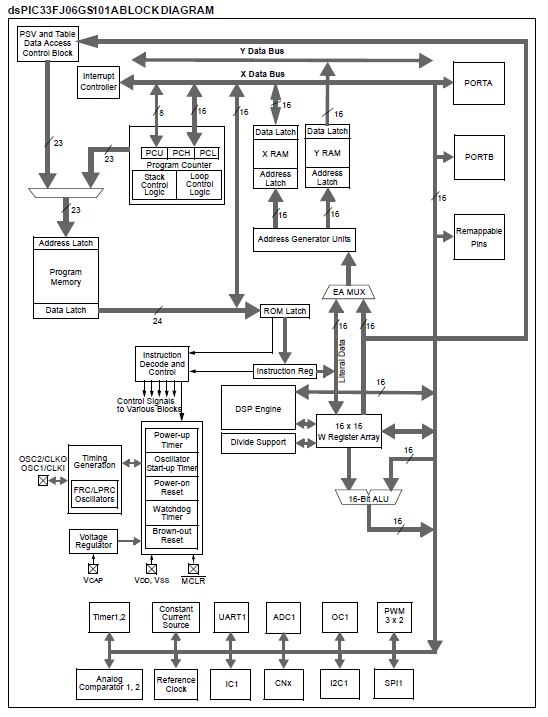 dsPIC33FJ06GS101A BLOCK DIAGRAM
PSV and Table
Data Access
Control Block
Y Data Bus
X Data Bus
Interrupt
Controller
PORTA
8
16
16
16
16
Data Latch
Data Latch
23
23
PCU PCH PCL
Program Counter
X RAM
Y RAM
PORTB
Stack
Control
Logic
Loop
Control
Logic
Address
Latch
Address
Latch
16
23
16
16
Address Latch
Address Generator Units
Remappable
Pins
Program
Memory
EA MUX
Data Latch
24
ROM Latch
16
16
Literal Data
Instruction
Decode and
Control
Instruction Reg
Control Signals
to Various Blocks
16
DSP Engine
16 x 16
W Register Array
Divide Support
Power-up
Timer
OSC2/CLKO
OSC1/CLKI
Timing
Generation
Oscillator
Start-up Timer
16
FRC/LPRC
Oscillators
Power-on
Reset
16-Bit ALU
Watchdog
Timer
16
Voltage
Regulator
Brown-out
Reset
VCAP
VDD, VSS
MCLR
Timer1,2
Constant
Current
Source
UART1
ADC1
OC1
PWM
3 x 2
Analog
Comparator 1, 2
Reference
Clock
IC1
CNx
I2C1
SPI1